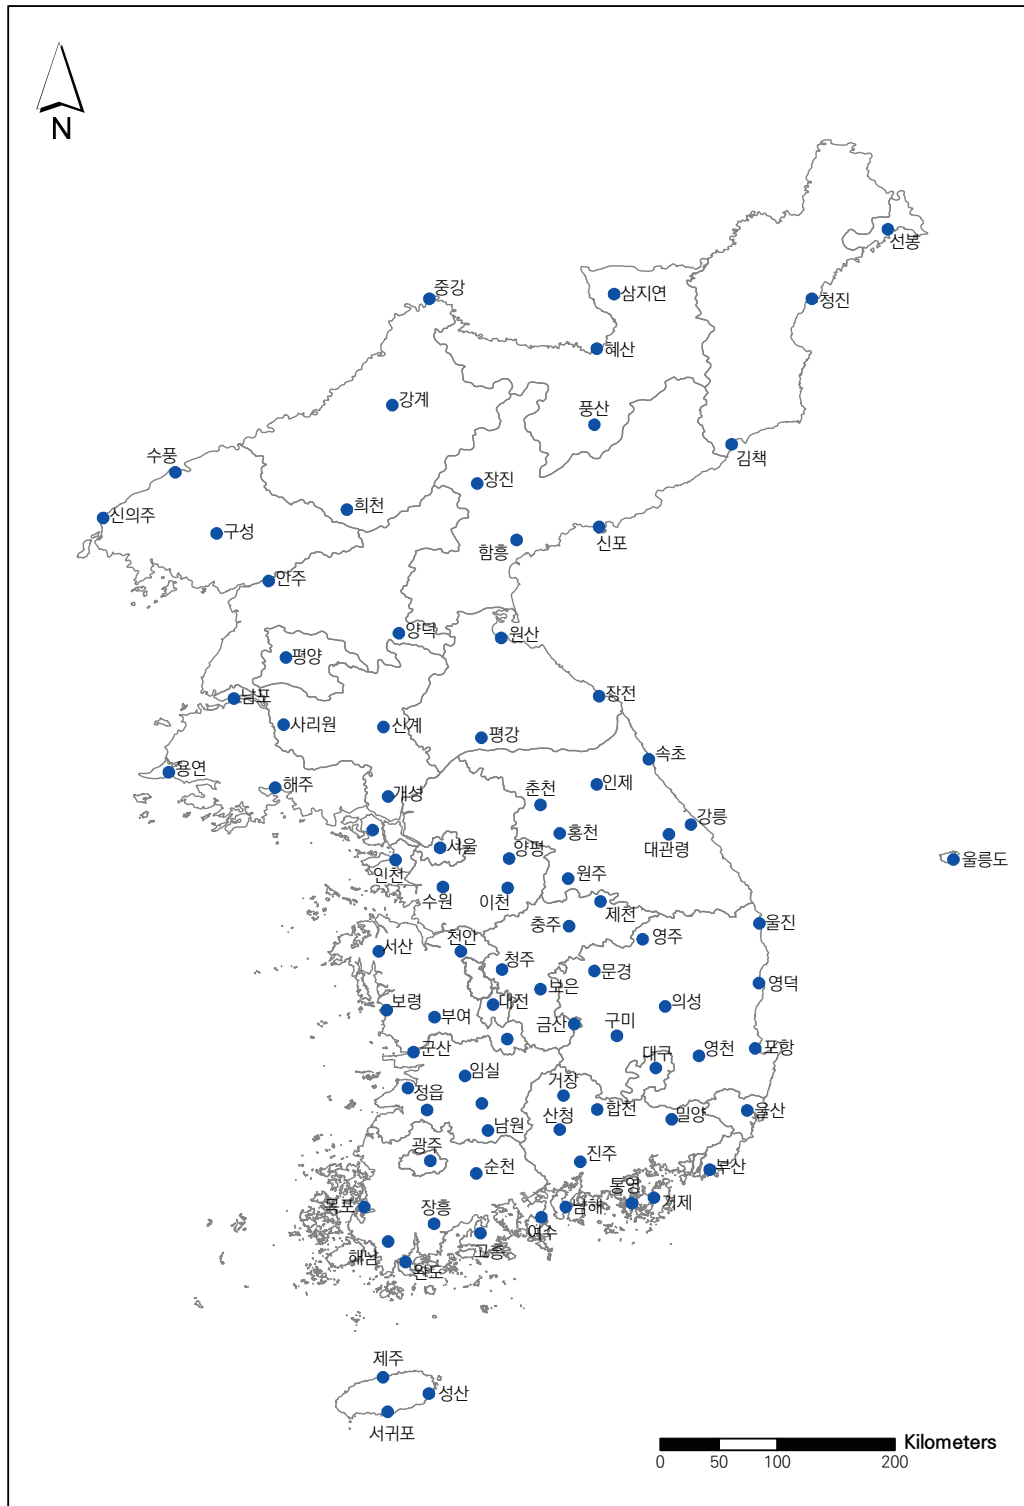 N
선봉
중강
삼지연
청진
혜산
강계
풍산
수풍
김책
장진
신의주
희천
구성
신포
함흥
안주
양덕
원산
평양
남포
장전
사리원
신계
평강
속초
용연
해주
인제
개성
춘천
강릉
홍천
대관령
서울
양평
울릉도
인천
원주
수원
이천
제천
충주
울진
영주
천안
서산
청주
문경
영덕
보은
대전
보령
의성
부여
금산
구미
군산
대구
영천
포항
임실
거창
정읍
합천
밀양
울산
산청
남원
광주
진주
순천
부산
통영
거제
목포
남해
장흥
여수
해남
고흥
완도
제주
성산
서귀포
Kilometers
0 50 100 200